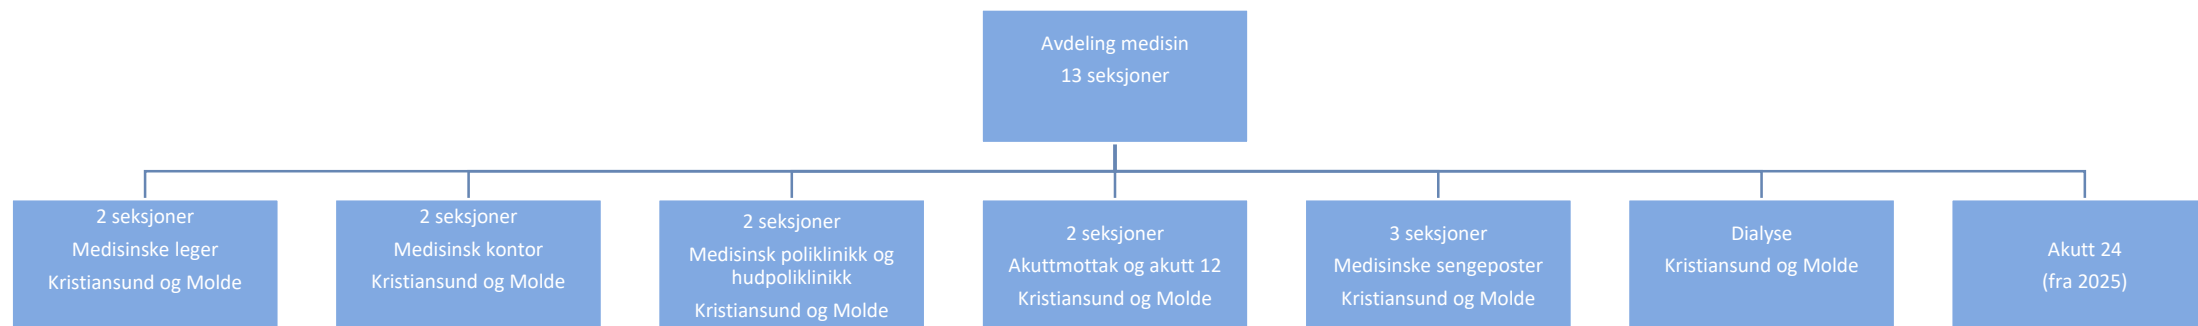 Avdeling medisin
13 seksjoner
2 seksjoner
Medisinske leger
Kristiansund og Molde
2 seksjoner
Medisinsk kontor
Kristiansund og Molde
2 seksjoner
Medisinsk poliklinikk og
hudpoliklinikk
Kristiansund og Molde
2 seksjoner
Akuttmottak og akutt 12
Kristiansund og Molde
3 seksjoner
Medisinske sengeposter
Kristiansund og Molde
Dialyse
Kristiansund og Molde
Akutt 24
(fra 2025)